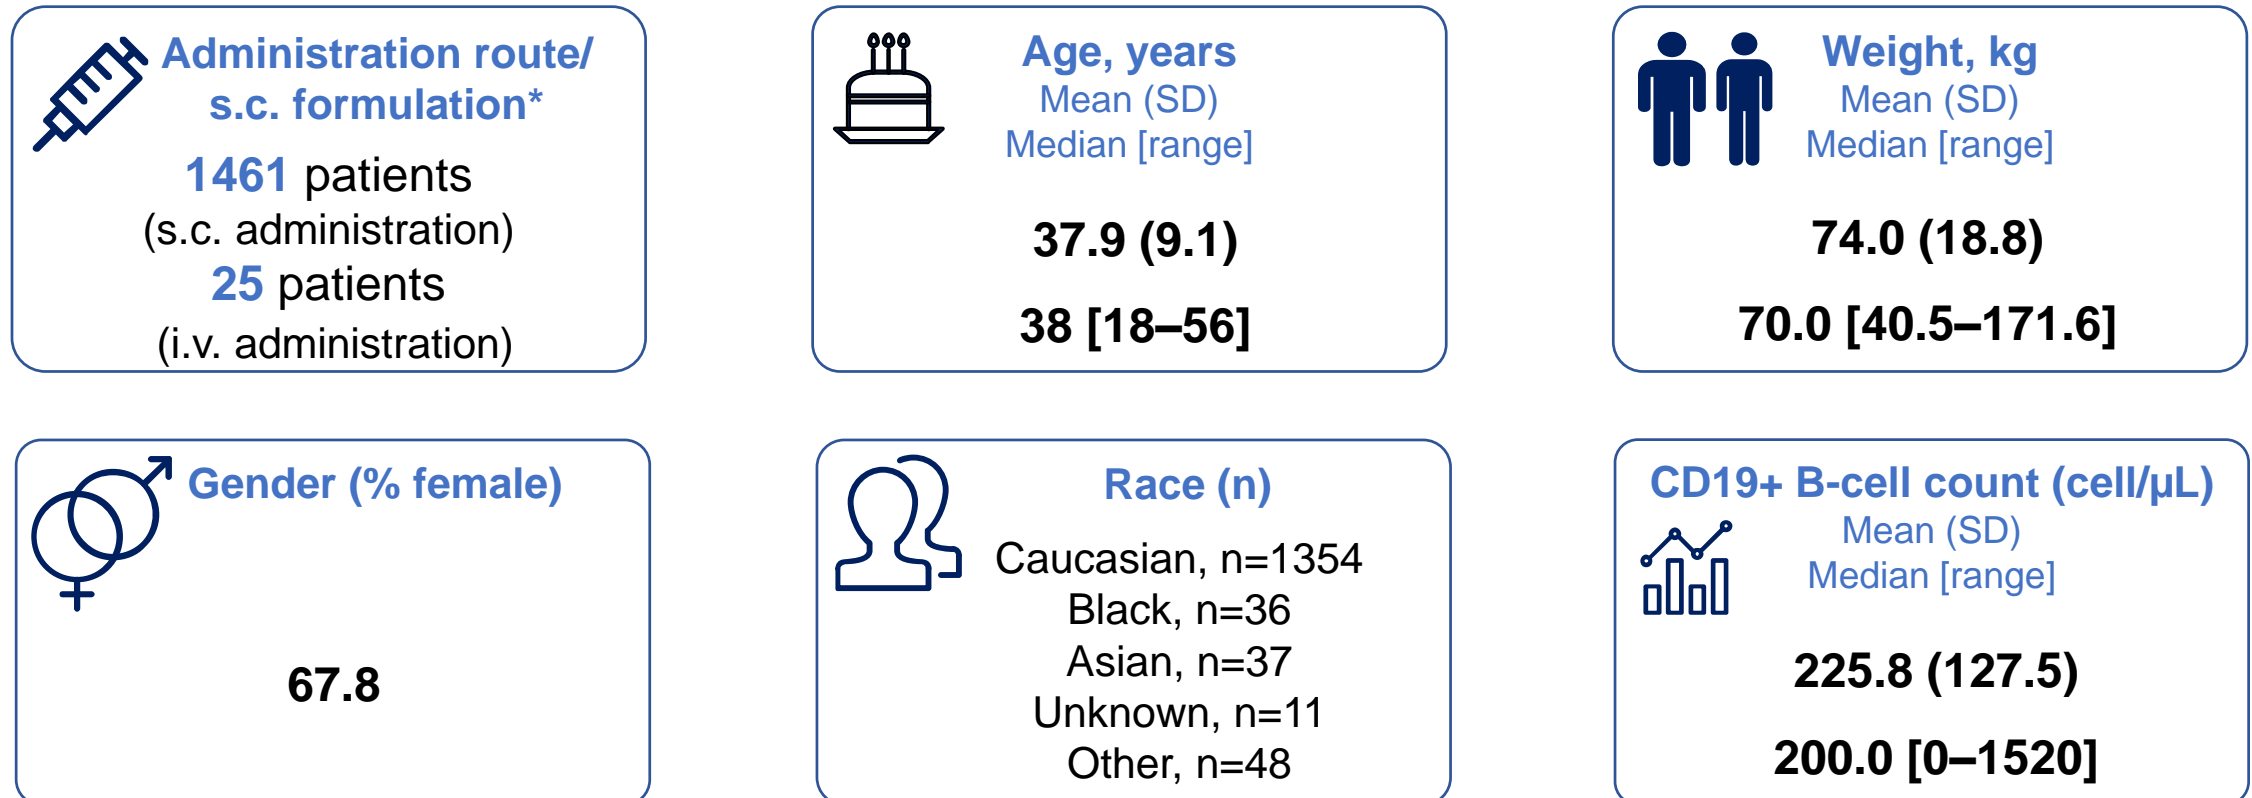 Administration route/
s.c. formulation*
1461 patients
(s.c. administration)
25 patients
(i.v. administration)
Age, years
Mean (SD)
Median [range]
37.9 (9.1)
38 [18–56]
Weight, kg
Mean (SD)
Median [range]
74.0 (18.8)
70.0 [40.5–171.6]
Gender (% female)
67.8
Race (n)
Caucasian, n=1354
Black, n=36
Asian, n=37
Unknown, n=11
Other, n=48
CD19+ B-cell count (cell/µL)
Mean (SD)
Median [range]
225.8 (127.5)
200.0 [0–1520]